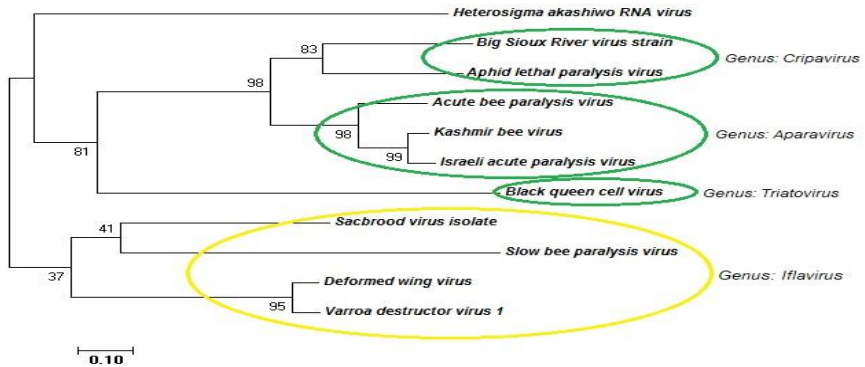 Heterosigma akashiwo RNA virus
83
Big Sioux River virus strain
Genus: Cripavirus
Aphid lethal paralysis virus
98
Acute bee paralysis virus
98
Kashmir bee virus
Genus: Aparavirus
99
Israeli acute paralysis virus
81
Black queen cell virus
Genus: Triatovirus
Sacbrood virus isolate
41
Slow bee paralysis virus
37
Deformed wing virus
Genus: Iflavirus
95
Varroa destructor virus 1
0.10